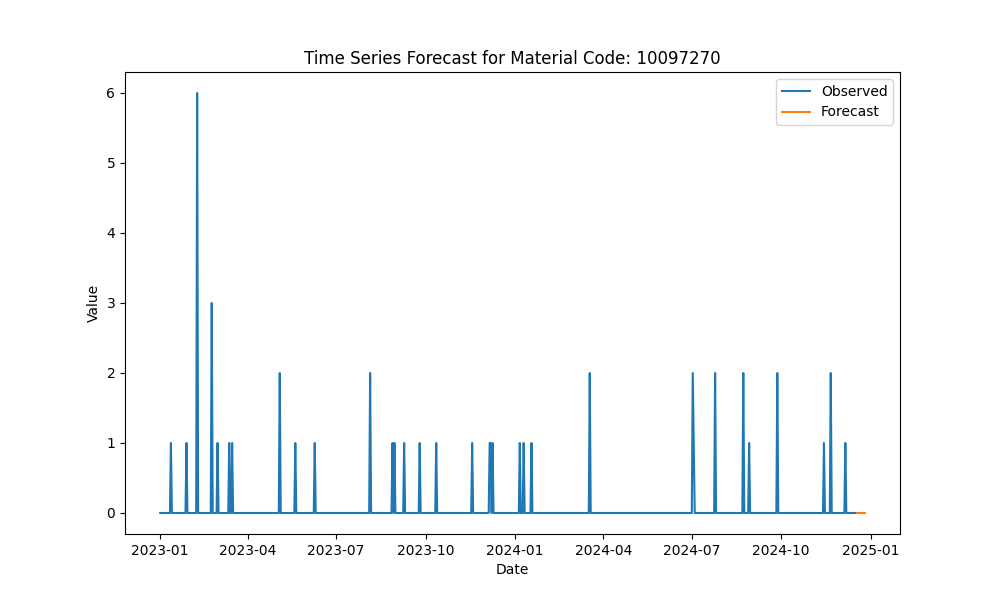 Time Series Forecast for Material Code: 10097270
Observed
Forecast
6
5
4
3
2
1
0
Value
2023-01 2023-04 2023-07 2023-10 2024-01 2024-04 2024-07 2024-10 2025-01
Date